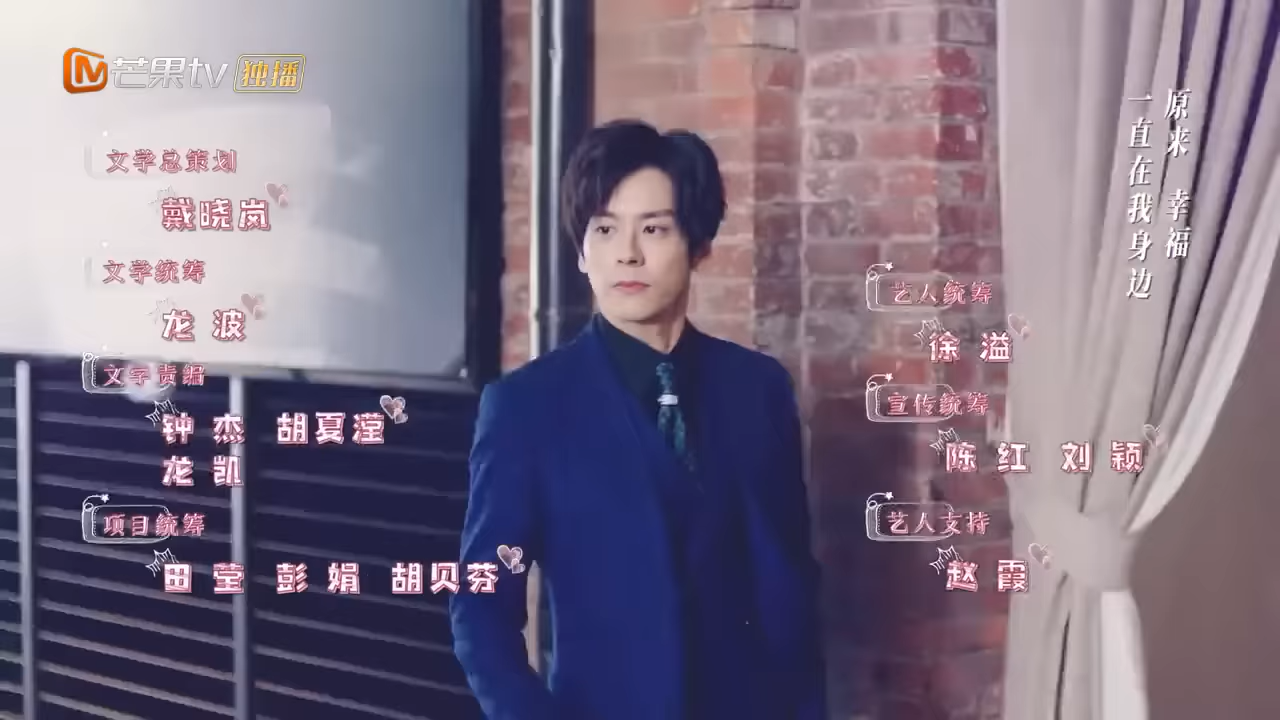 芒果tv 独播
文学总策划
戴晓岚
文学统筹
龙 波
文学责编
钟 杰 胡夏滢
龙 凯
项目统筹
田 莹 彭 娟 胡贝芬
原来 幸福
一直在我身边
艺人统筹
徐 溢
宣传统筹
陈 红 刘 颖
艺人支持
赵 霞